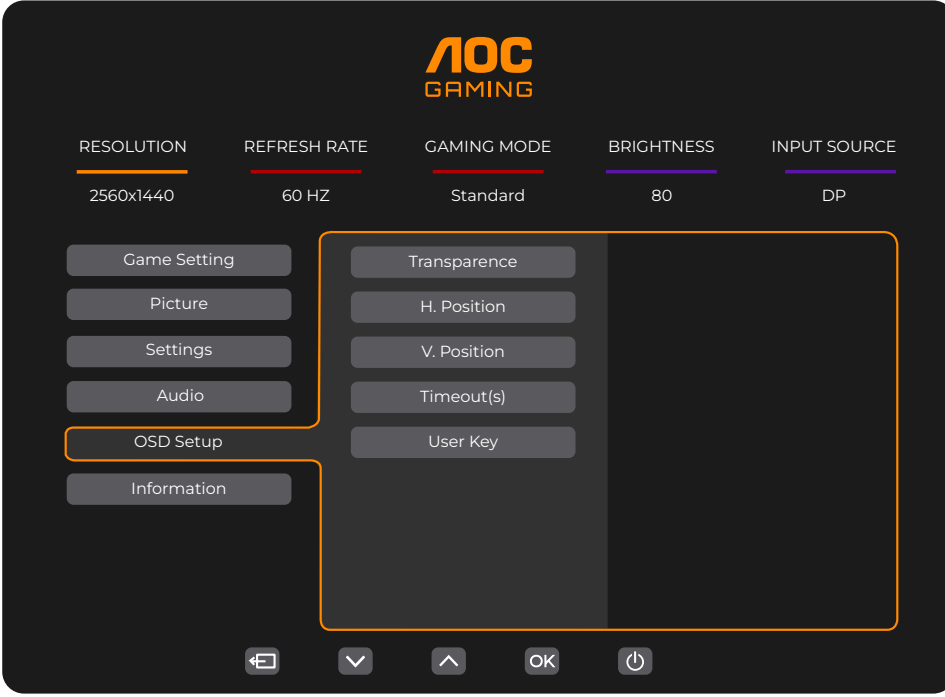 AOC
GAMING
RESOLUTION REFRESH RATE GAMING MODE BRIGHTNESS INPUT SOURCE
2560x1440 60 HZ Standard 80 DP
Game Setting Transparence
Picture H. Position
Settings V. Position
Audio Timeout(s)
OSD Setup User Key
Information
OK